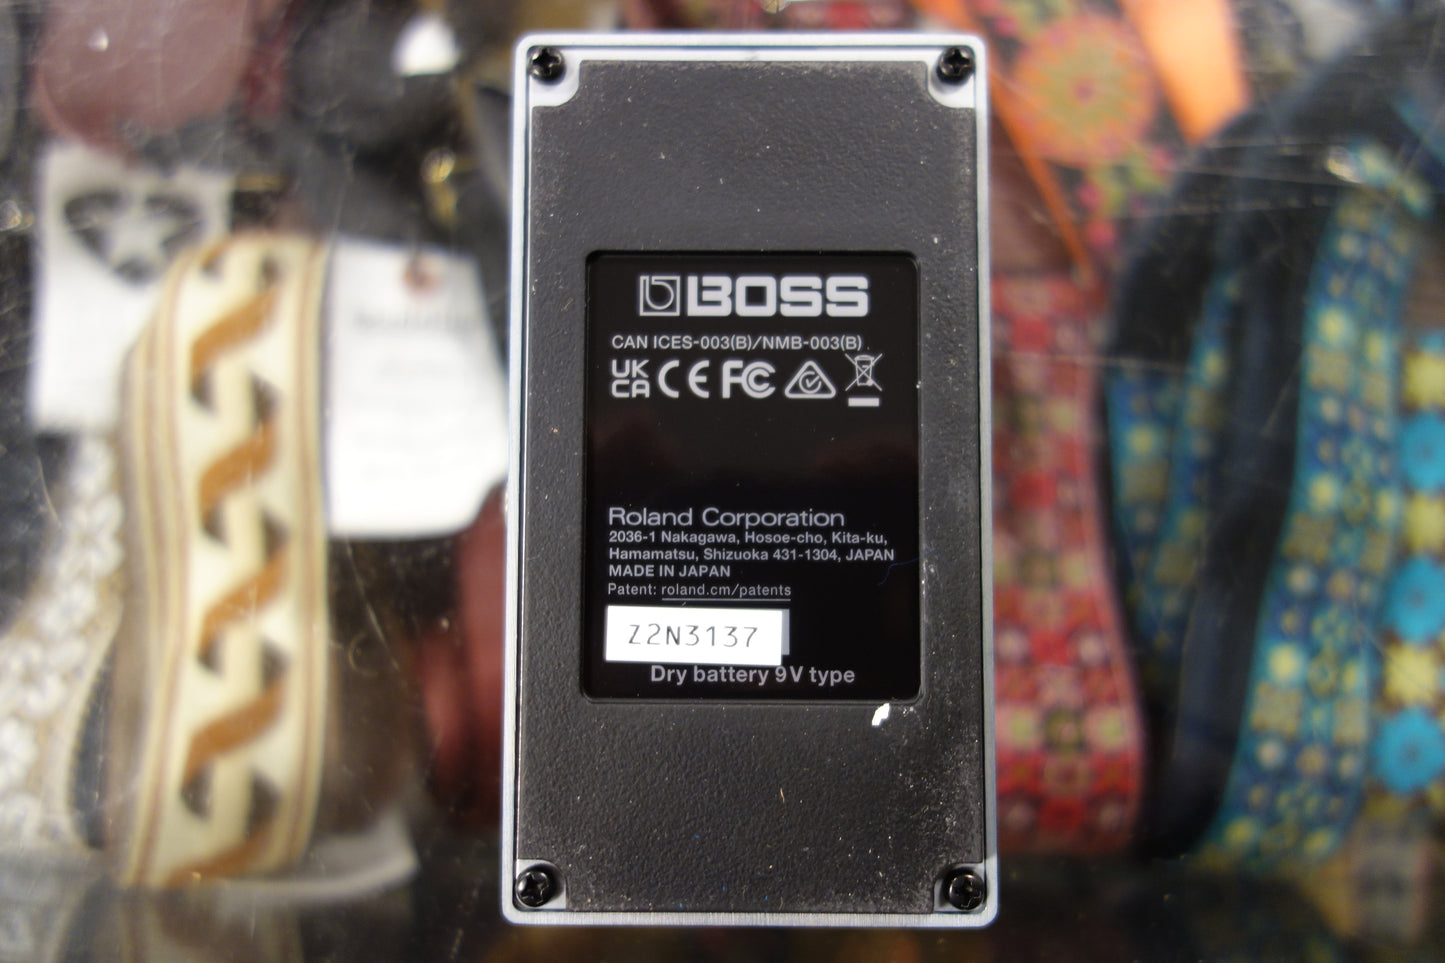 BOSS
CAN ICES-003(B)/NMB-003(B)
UK CA CE FC
Roland Corporation
2036-1 Nakagawa, Hosoe-cho, Kita-ku,
Hamamatsu, Shizuoka 431-1304, JAPAN
MADE IN JAPAN
Patent: roland.cm/patents
Z2N3137
Dry battery 9V type